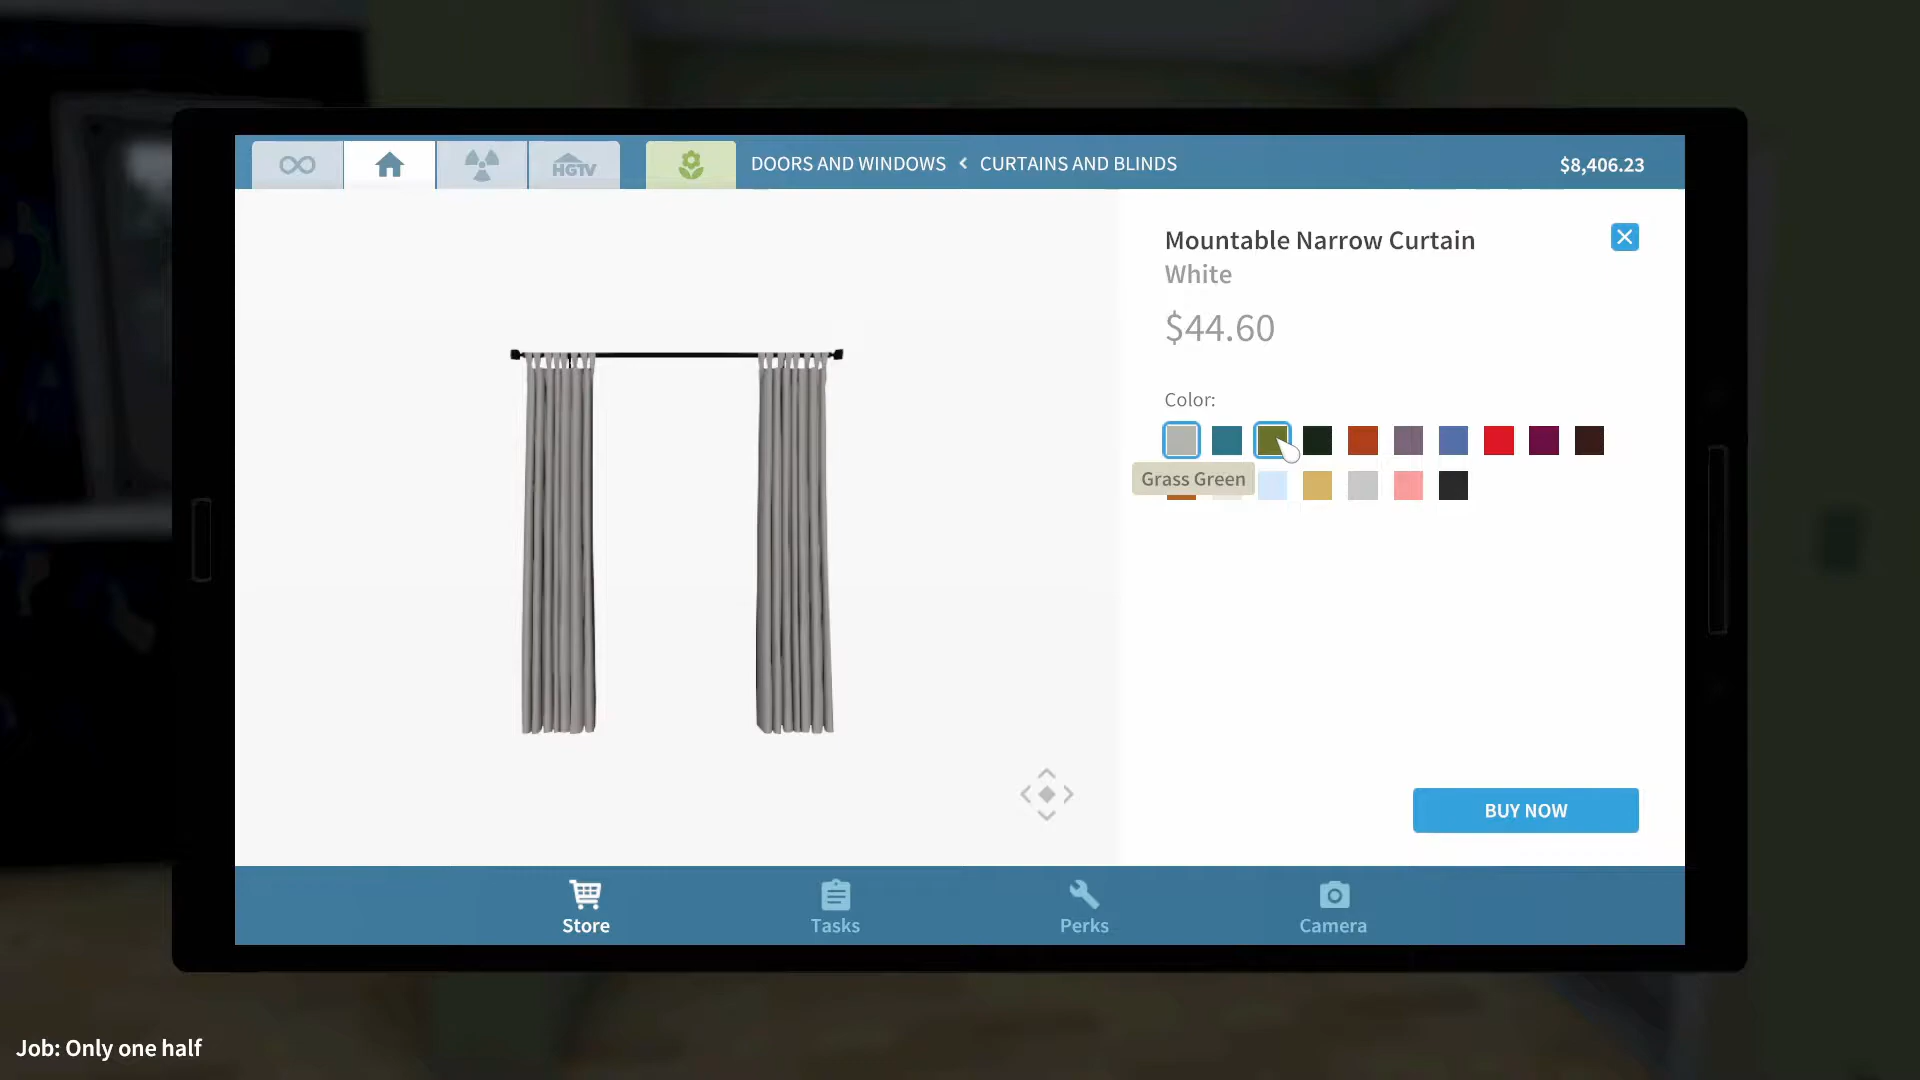 HGTV
DOORS AND WINDOWS < CURTAINS AND BLINDS
$8,406.23
Mountable Narrow Curtain
White
$44.60
Color:
Grass Green
BUY NOW
Store
Tasks
Perks
Camera
Job: Only one half